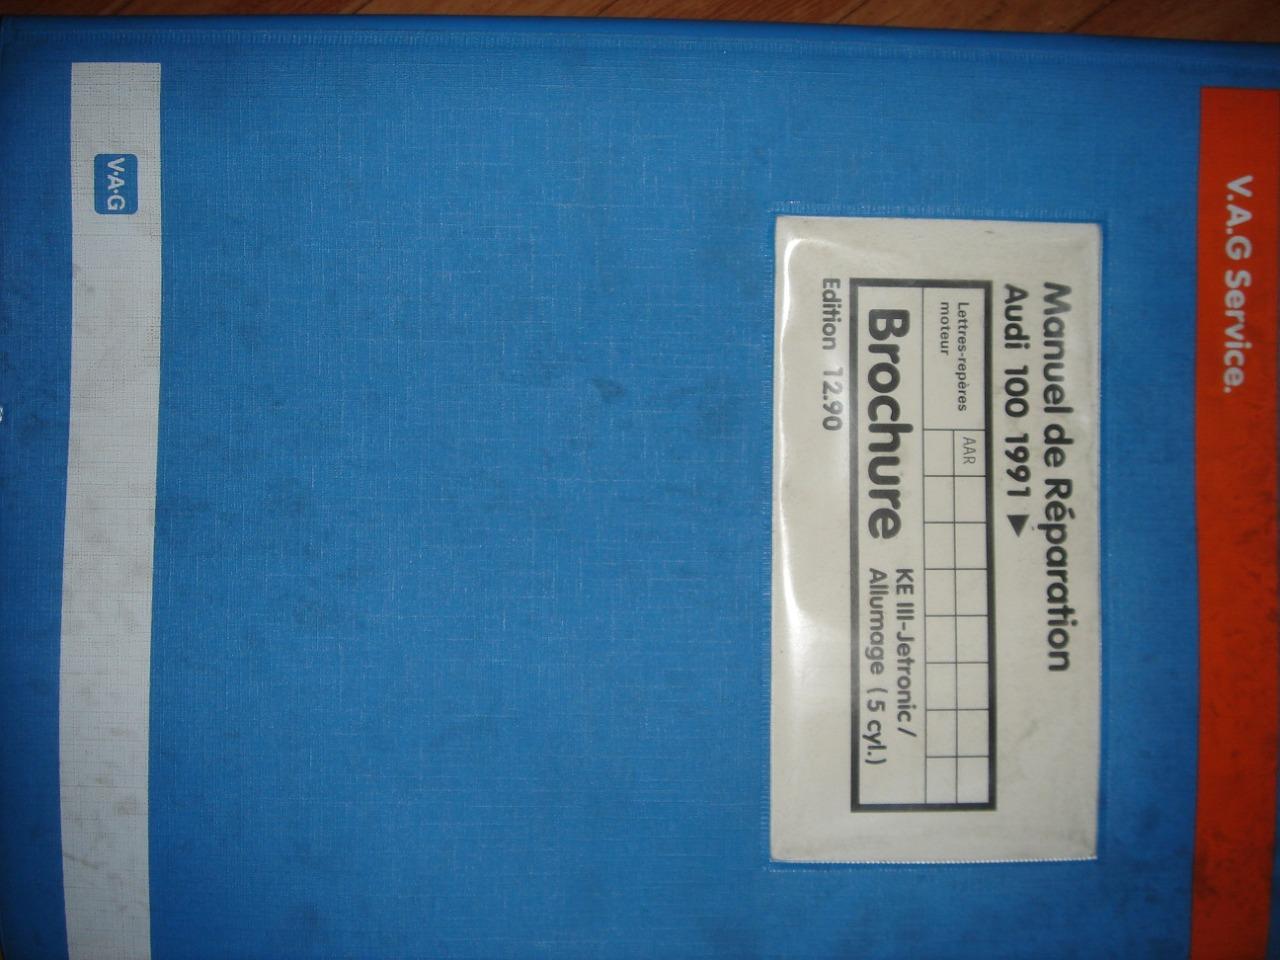 V.A.G Service.
Manuel de Réparation
Audi 100 1991 ▶
Lettres-repères
moteur
AAR
Brochure
KE III-Jetronic /
Allumage (5 cyl.)
Edition 12.90
V·A·G